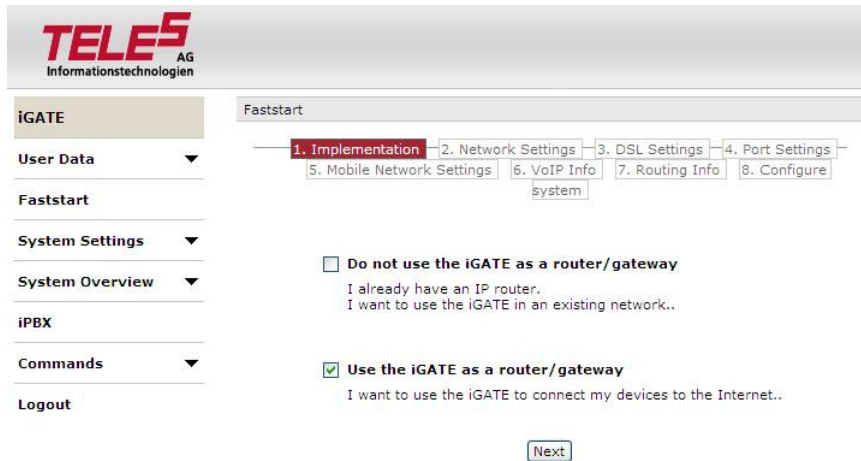 TELES AG
Informationstechnologien
iGATE
User Data
Faststart
System Settings
System Overview
iPBX
Commands
Logout
Faststart
1. Implementation 2. Network Settings 3. DSL Settings 4. Port Settings
5. Mobile Network Settings 6. VoIP Info 7. Routing Info 8. Configure
system
Do not use the iGATE as a router/gateway
I already have an IP router.
I want to use the iGATE in an existing network..
Use the iGATE as a router/gateway
I want to use the iGATE to connect my devices to the Internet..
Next